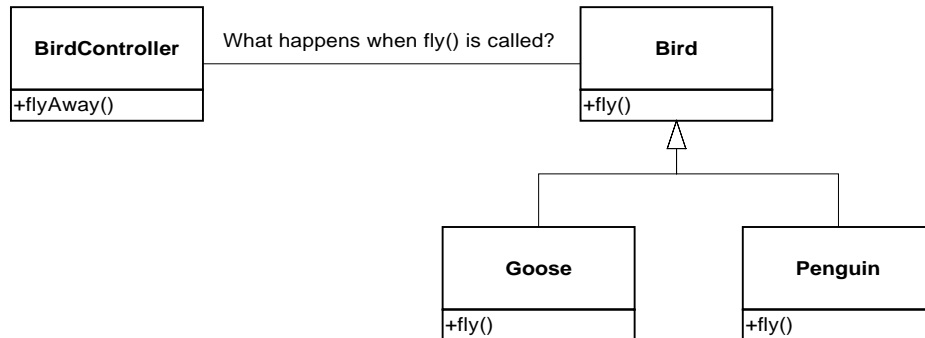 BirdController
What happens when fly() is called?
Bird
+flyAway()
+fly()
Goose
Penguin
+fly()
+fly()